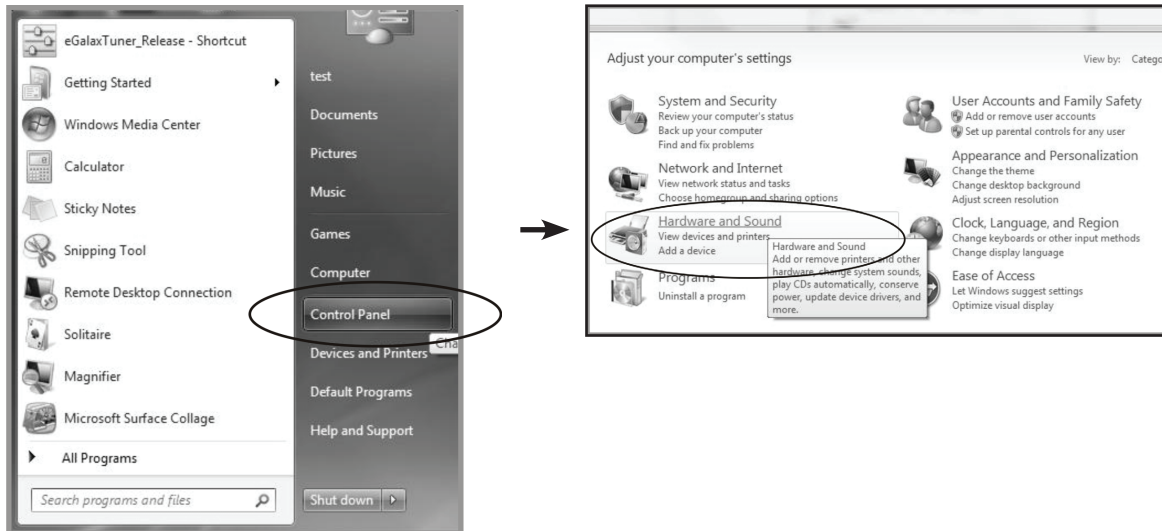 eGalaxTuner_Release - Shortcut
Getting Started
Windows Media Center
Calculator
Sticky Notes
Snipping Tool
Remote Desktop Connection
Solitaire
Magnifier
Microsoft Surface Collage
All Programs
Search programs and files
test
Documents
Pictures
Music
Games
Computer
Control Panel
Devices and Printers
Default Programs
Help and Support
Shut down
Adjust your computer's settings
View by:
System and Security
Review your computer's status
Back up your computer
Find and fix problems
Network and Internet
View network status and tasks
Choose homegroup and sharing options
Hardware and Sound
View devices and printers
Add a device
Programs
Uninstall a program
Hardware and Sound
Add or remove printers and other
hardware, change system sounds,
play CDs automatically, conserve
power, update device drivers, and
more.
User Accounts and Family Safety
Add or remove user accounts
Set up parental controls for any user
Appearance and Personalization
Change the theme
Change desktop background
Adjust screen resolution
Clock, Language, and Region
Change keyboards or other input methods
Change display language
Ease of Access
Let Windows suggest settings
Optimize visual display